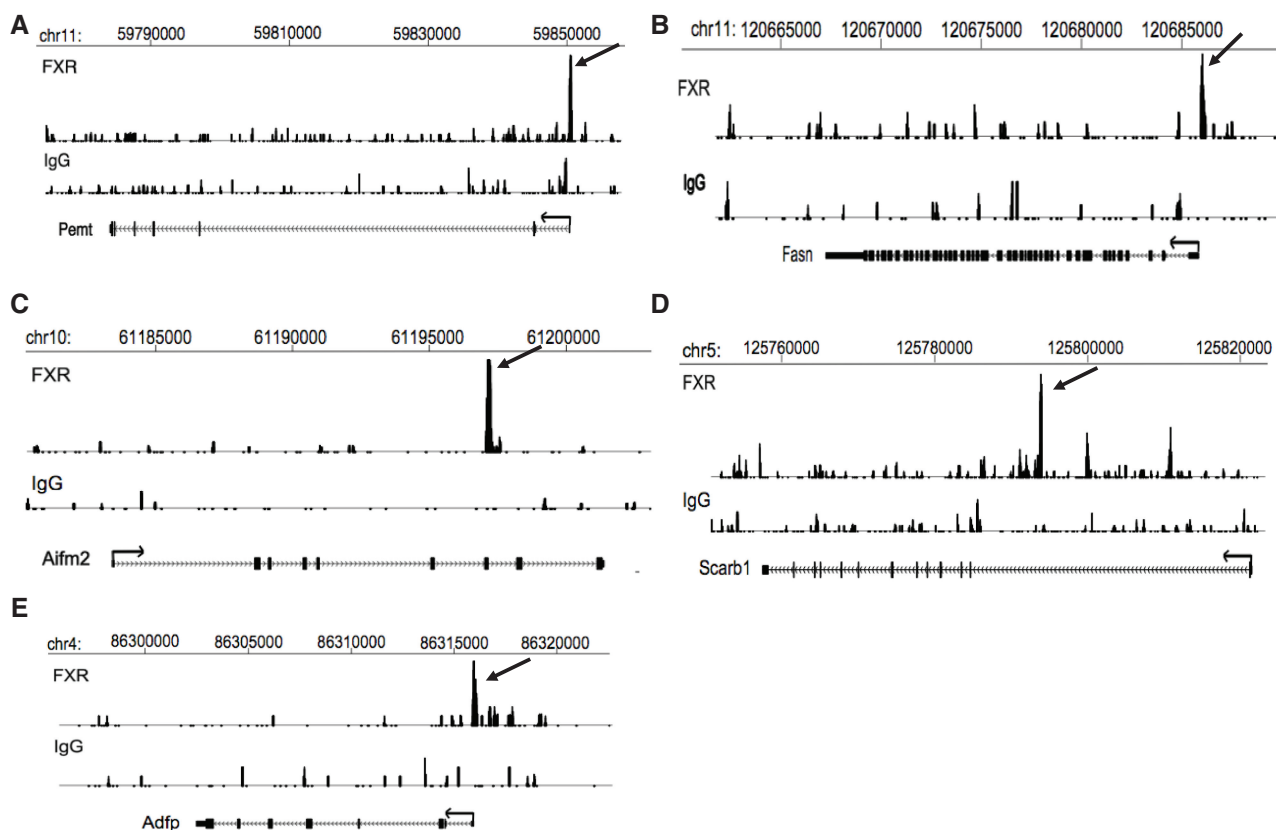 A
chr11: 59790000 59810000 59830000 59850000
FXR
IgG
Pemt
B
chr11: 120665000 120670000 120675000 120680000 120685000
FXR
IgG
Fasn
C
chr10: 61185000 61190000 61195000 61200000
FXR
IgG
Aifm2
D
chr5: 125760000 125780000 125800000 125820000
FXR
IgG
Scarb1
E
chr4: 86300000 86305000 86310000 86315000 86320000
FXR
IgG
Adfp